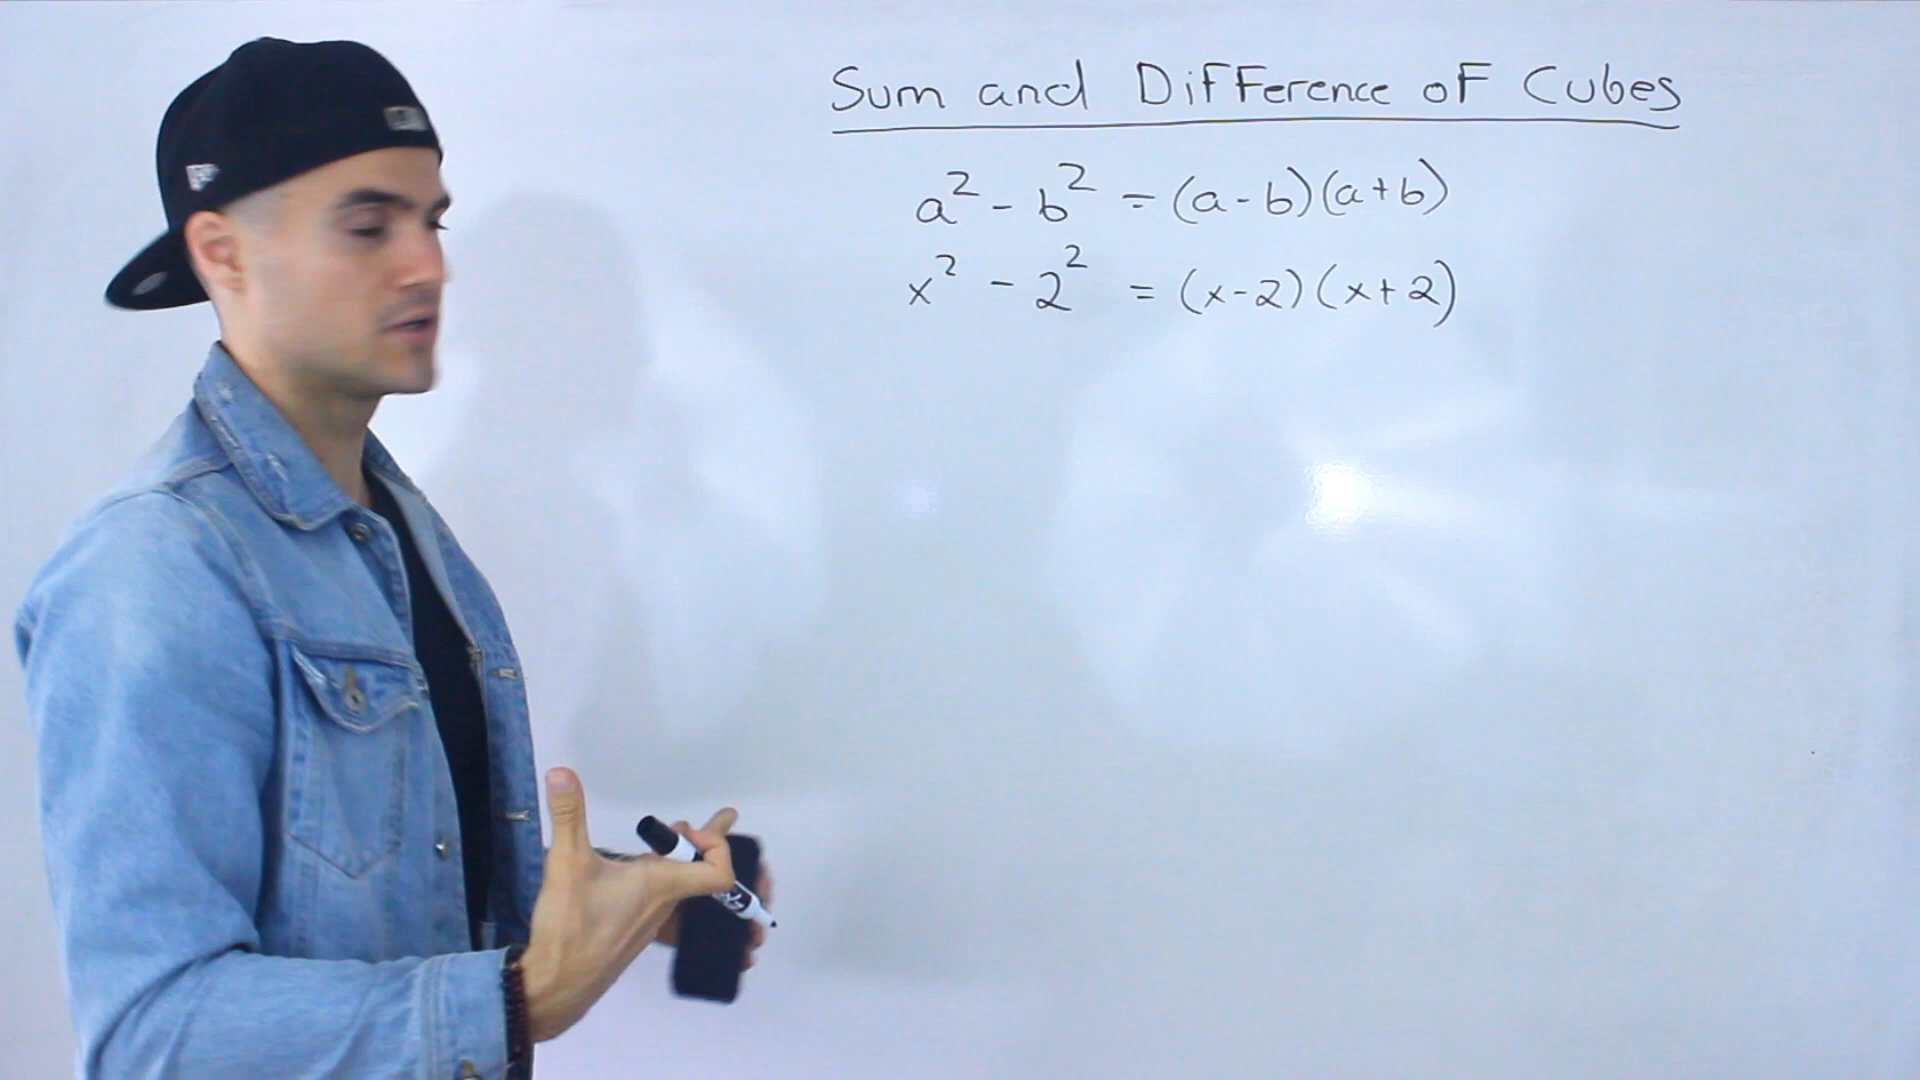 Sum and Difference of Cubes
a² - b² = (a-b)(a+b)
x² - 2² = (x-2)(x+2)